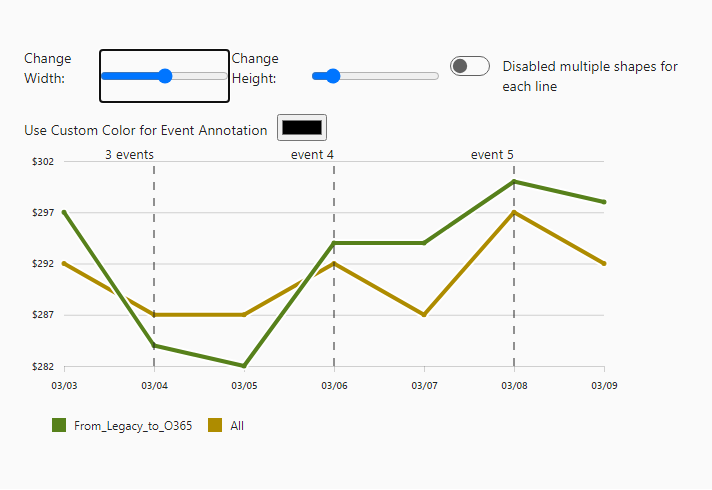 Change
Width:
Change
Height:
Disabled multiple shapes for
each line
Use Custom Color for Event Annotation
3 events
event 4
event 5
$302
$297
$292
$287
$282
03/03
03/04
03/05
03/06
03/07
03/08
03/09
From_Legacy_to_O365
All